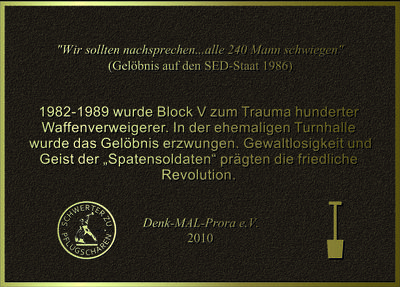 "Wir sollten nachsprechen...alle 240 Mann schwiegen"
(Gelöbnis auf den SED-Staat 1986)
1982-1989 wurde Block V zum Trauma hunderter
Waffenverweigerer. In der ehemaligen Turnhalle
wurde das Gelöbnis erzwungen. Gewaltlosigkeit und
Geist der „Spatensoldaten" prägten die friedliche
Revolution.
SCHWERTER ZU
PFLUGSCHAREN
Denk-MAL-Prora e.V.
2010